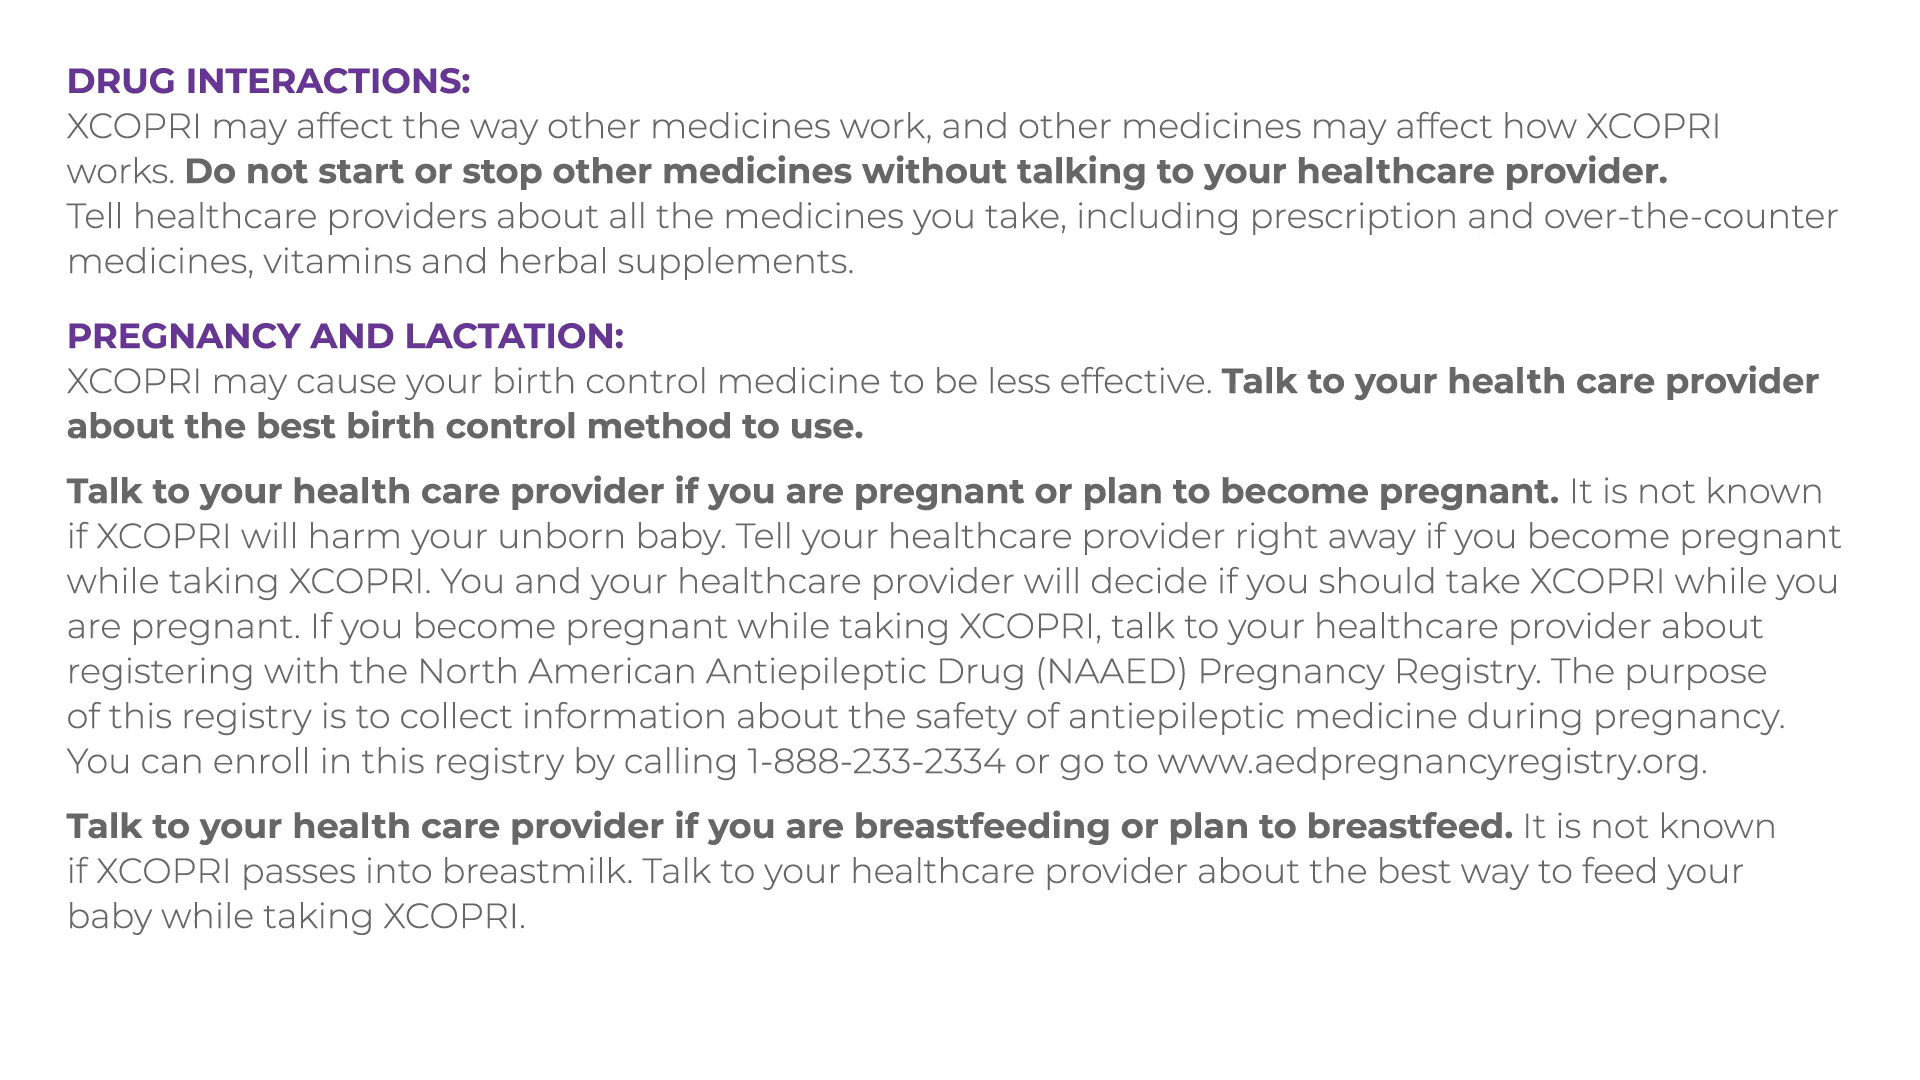 DRUG INTERACTIONS:
XCOPRI may affect the way other medicines work, and other medicines may affect how XCOPRI
works. Do not start or stop other medicines without talking to your healthcare provider.
Tell healthcare providers about all the medicines you take, including prescription and over-the-counter
medicines, vitamins and herbal supplements.
PREGNANCY AND LACTATION:
XCOPRI may cause your birth control medicine to be less effective. Talk to your health care provider
about the best birth control method to use.
Talk to your health care provider if you are pregnant or plan to become pregnant. It is not known
if XCOPRI will harm your unborn baby. Tell your healthcare provider right away if you become pregnant
while taking XCOPRI. You and your healthcare provider will decide if you should take XCOPRI while you
are pregnant. If you become pregnant while taking XCOPRI, talk to your healthcare provider about
registering with the North American Antiepileptic Drug (NAAED) Pregnancy Registry. The purpose
of this registry is to collect information about the safety of antiepileptic medicine during pregnancy.
You can enroll in this registry by calling 1-888-233-2334 or go to www.aedpregnancyregistry.org.
Talk to your health care provider if you are breastfeeding or plan to breastfeed. It is not known
if XCOPRI passes into breastmilk. Talk to your healthcare provider about the best way to feed your
baby while taking XCOPRI.